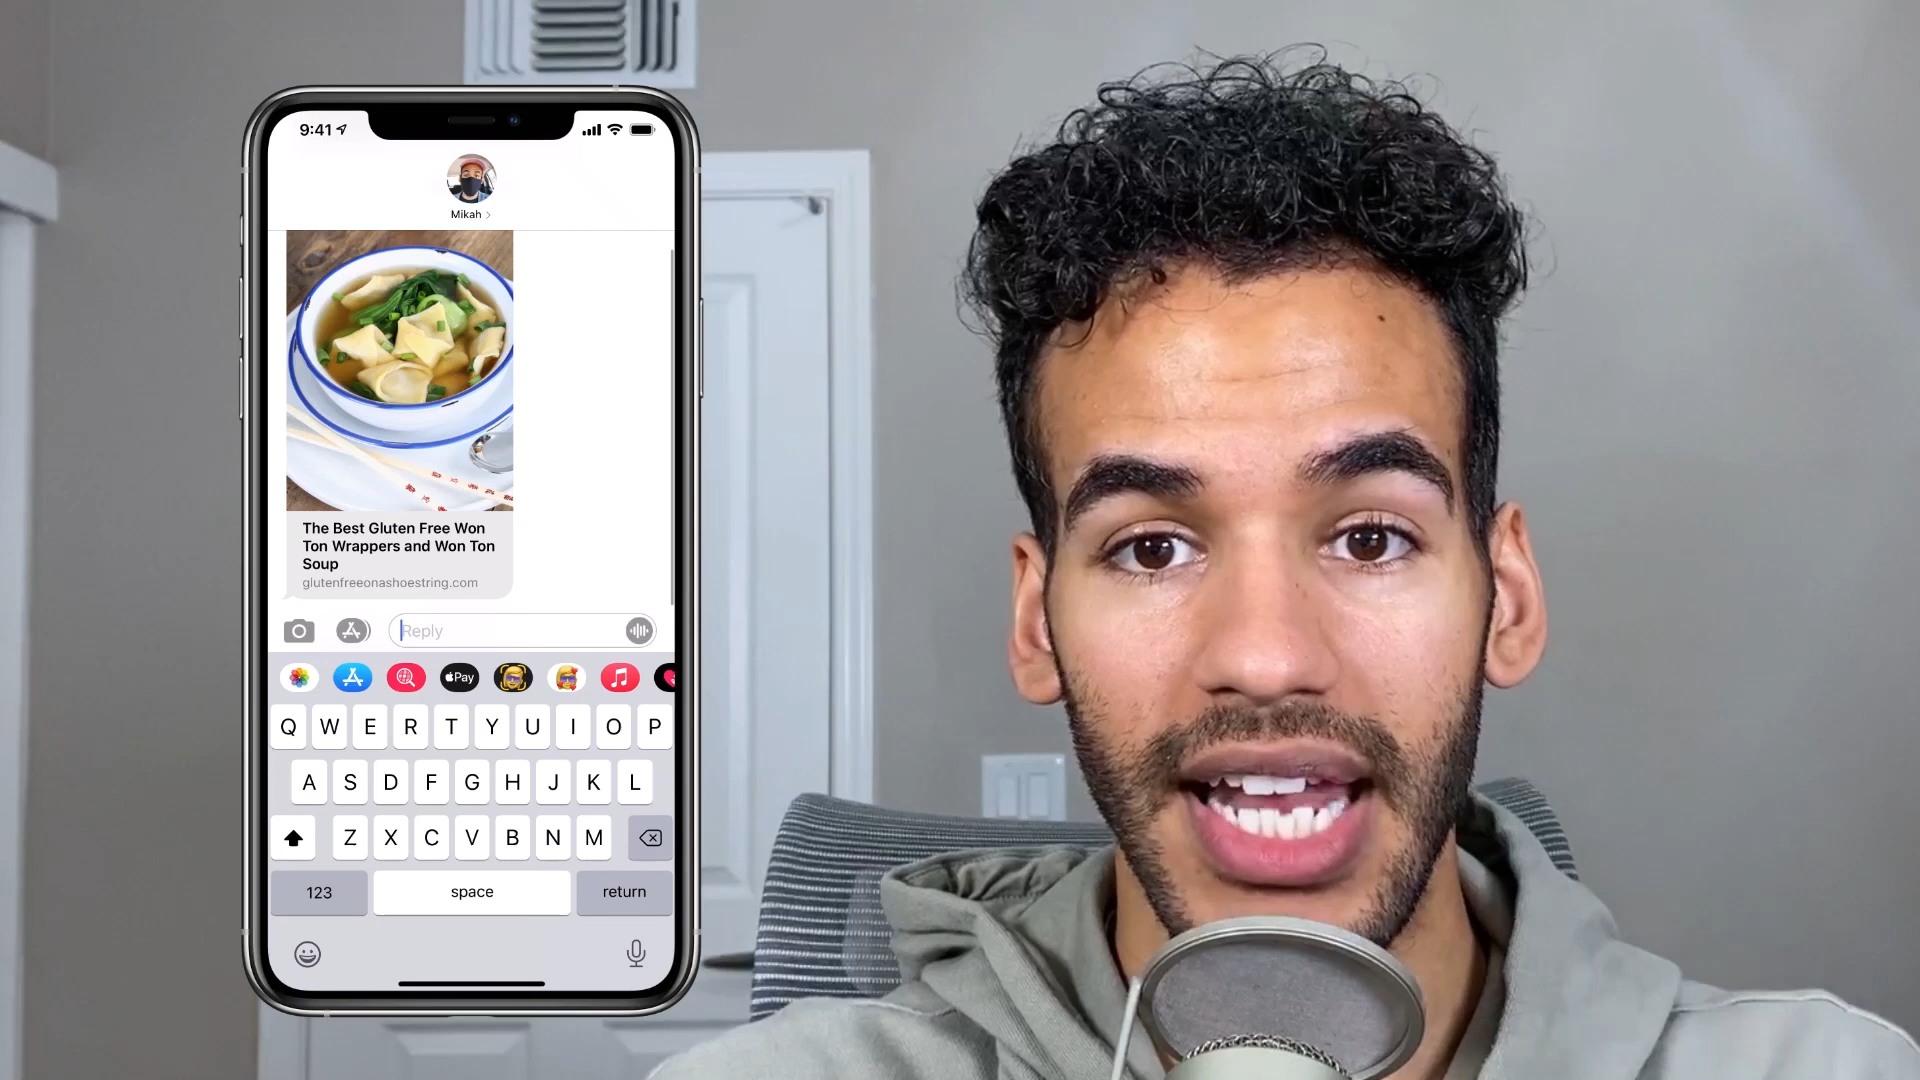 9:41
Mikah
The Best Gluten Free Won
Ton Wrappers and Won Ton
Soup
glutenfreeonashoestring.com
Reply
Pay
Q W E R T Y U I O P
A S D F G H J K L
Z X C V B N M
123 space return